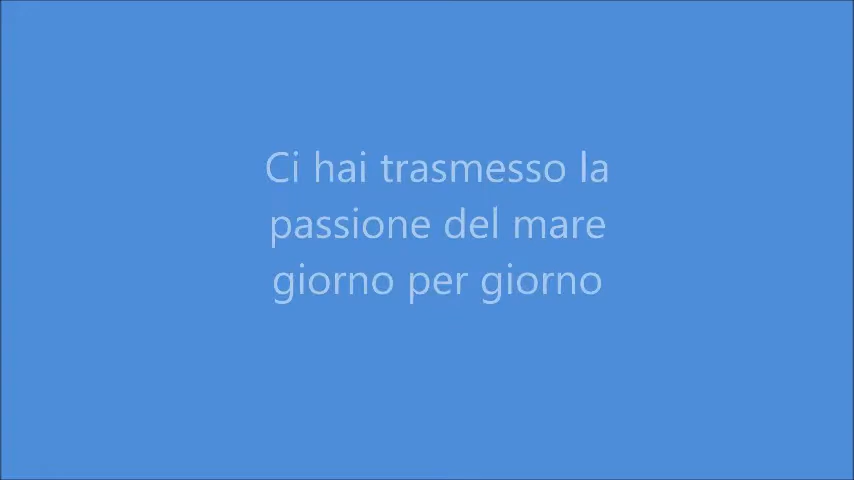 Ci hai trasmesso la
passione del mare
giorno per giorno